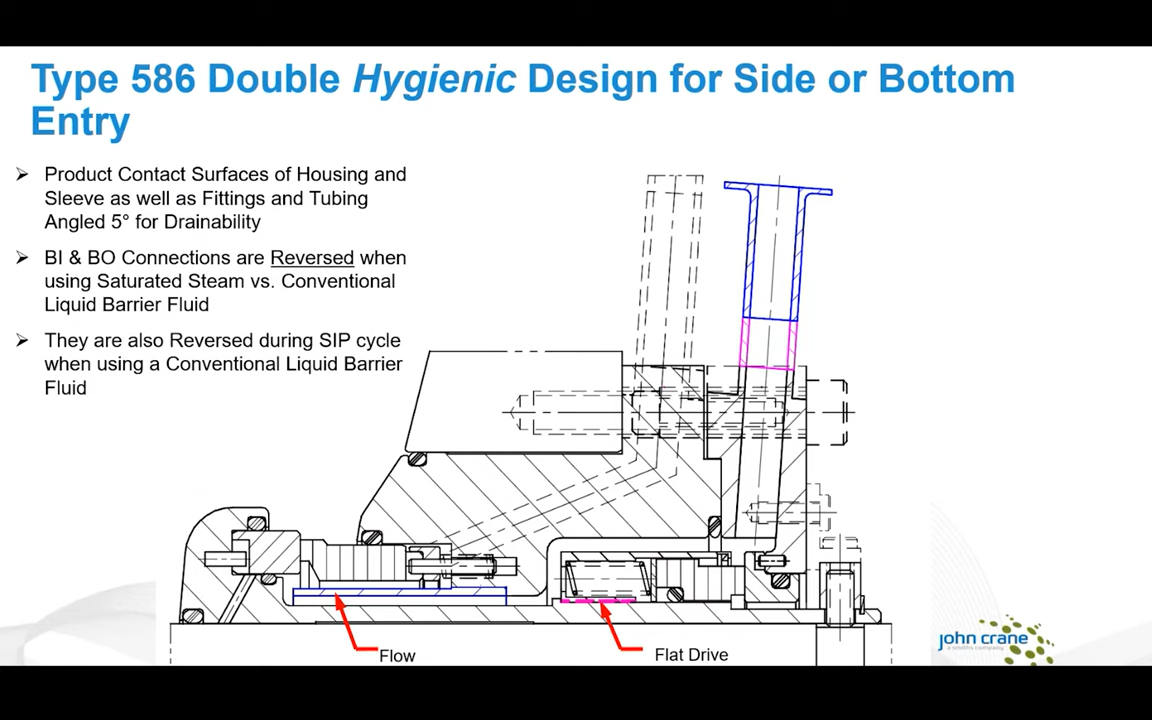 Type 586 Double Hygienic Design for Side or Bottom
Entry
➢ Product Contact Surfaces of Housing and
Sleeve as well as Fittings and Tubing
Angled 5° for Drainability
➢ BI & BO Connections are Reversed when
using Saturated Steam vs. Conventional
Liquid Barrier Fluid
➢ They are also Reversed during SIP cycle
when using a Conventional Liquid Barrier
Fluid
Flow
Flat Drive
john crane
a smiths company